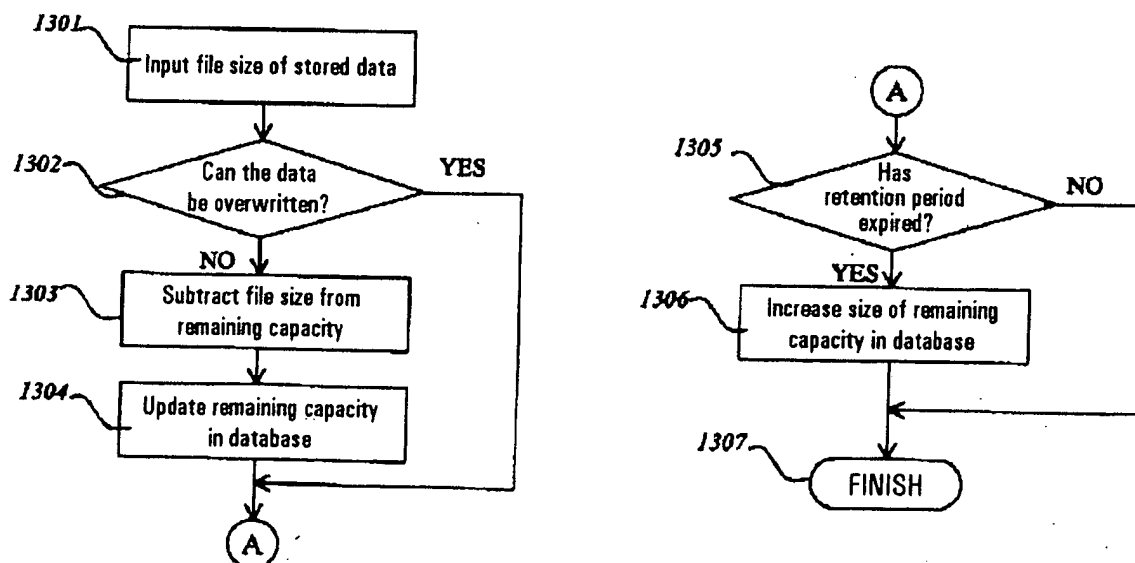 1301
Input file size of stored data
1302
Can the data
be overwritten?
YES
NO
1303
Subtract file size from
remaining capacity
1304
Update remaining capacity
in database
A
A
1305
Has
retention period
expired?
NO
YES
1306
Increase size of remaining
capacity in database
1307
FINISH